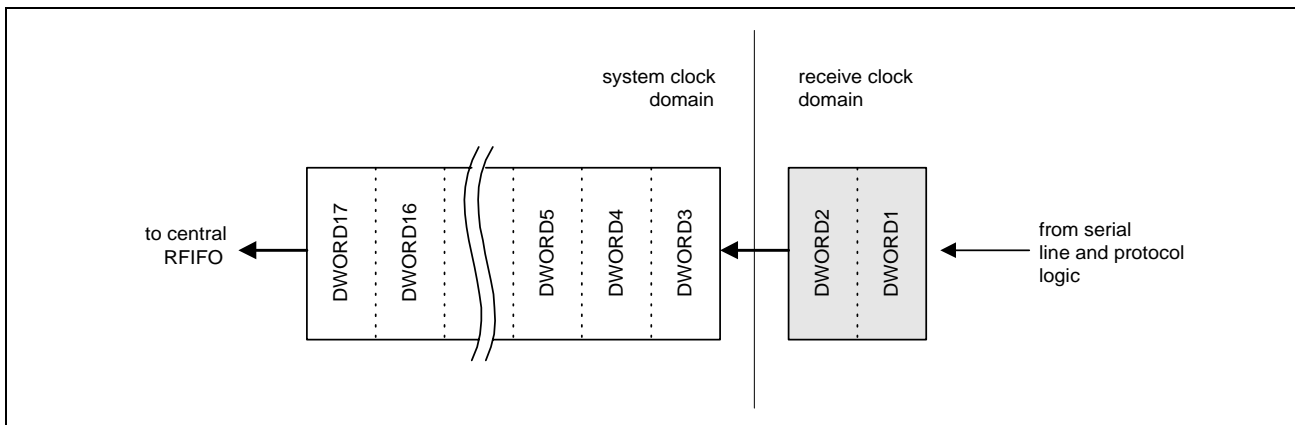 system clock
domain
receive clock
domain
to central
RFIFO
DWORD17
DWORD16
DWORD5
DWORD4
DWORD3
DWORD2
DWORD1
from serial
line and protocol
logic